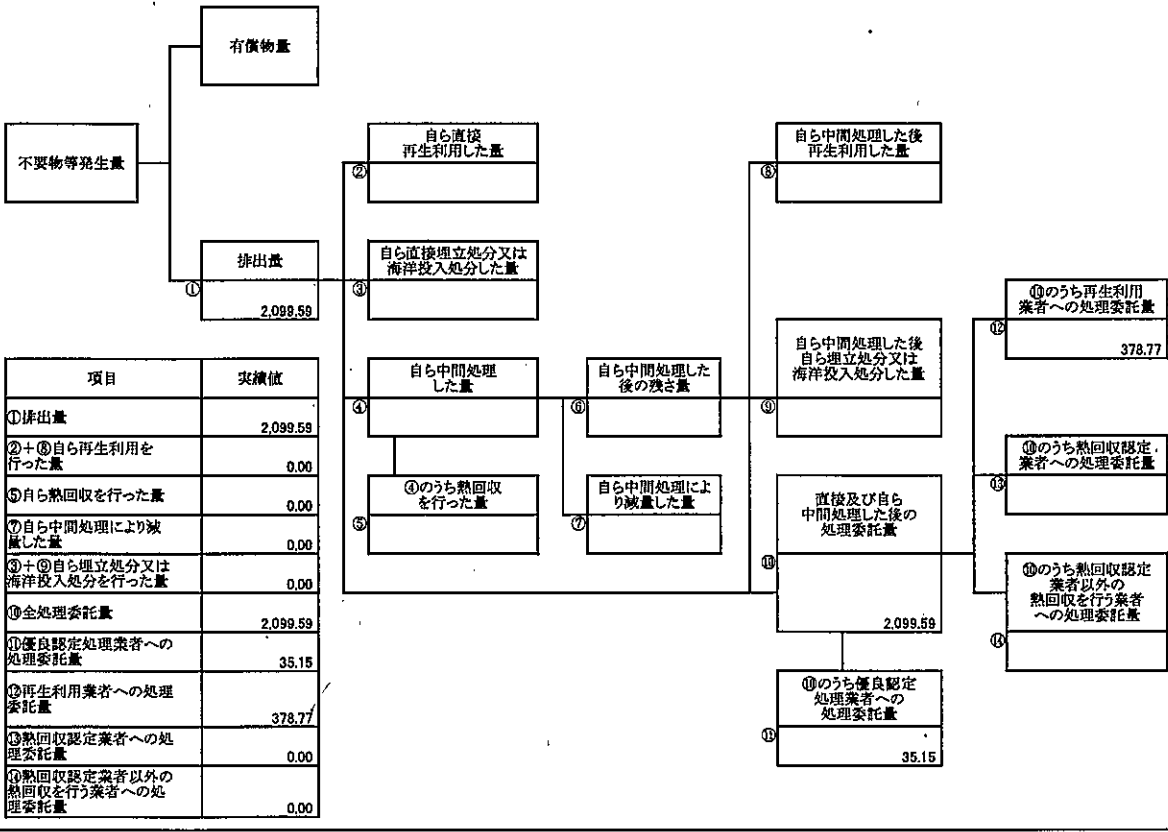 有償物量
不要物等発生量
排出量
①
2,099.59
自ら直接
再生利用した量
②
自ら直接埋立処分又は
海洋投入処分した量
③
自ら中間処理
した量
④
④のうち熱回収
を行った量
⑤
自ら中間処理した
後の残さ量
⑥
自ら中間処理によ
り減量した量
⑦
自ら中間処理した後
再生利用した量
⑧
自ら中間処理した後
自ら埋立処分又は
海洋投入処分した量
⑨
直接及び自ら
中間処理した後の
処理委託量
⑩
2,099.59
⑩のうち優良認定
処理業者への
処理委託量
⑪
35.15
⑩のうち再生利用
業者への処理委託量
⑫
378.77
⑩のうち熱回収認定
業者への処理委託量
⑬
⑩のうち熱回収認定
業者以外の
熱回収を行う業者
への処理委託量
⑭
項目 実績値
①排出量 2,099.59
②+⑧自ら再生利用を
行った量 0.00
⑤自ら熱回収を行った量 0.00
⑦自ら中間処理により減
量した量 0.00
③+⑨自ら埋立処分又は
海洋投入処分を行った量 0.00
⑩全処理委託量 2,099.59
⑪優良認定処理業者への
処理委託量 35.15
⑫再生利用業者への処理
委託量 378.77
⑬熱回収認定業者への処
理委託量 0.00
⑭熱回収認定業者以外の
熱回収を行う業者への処
理委託量 0.00